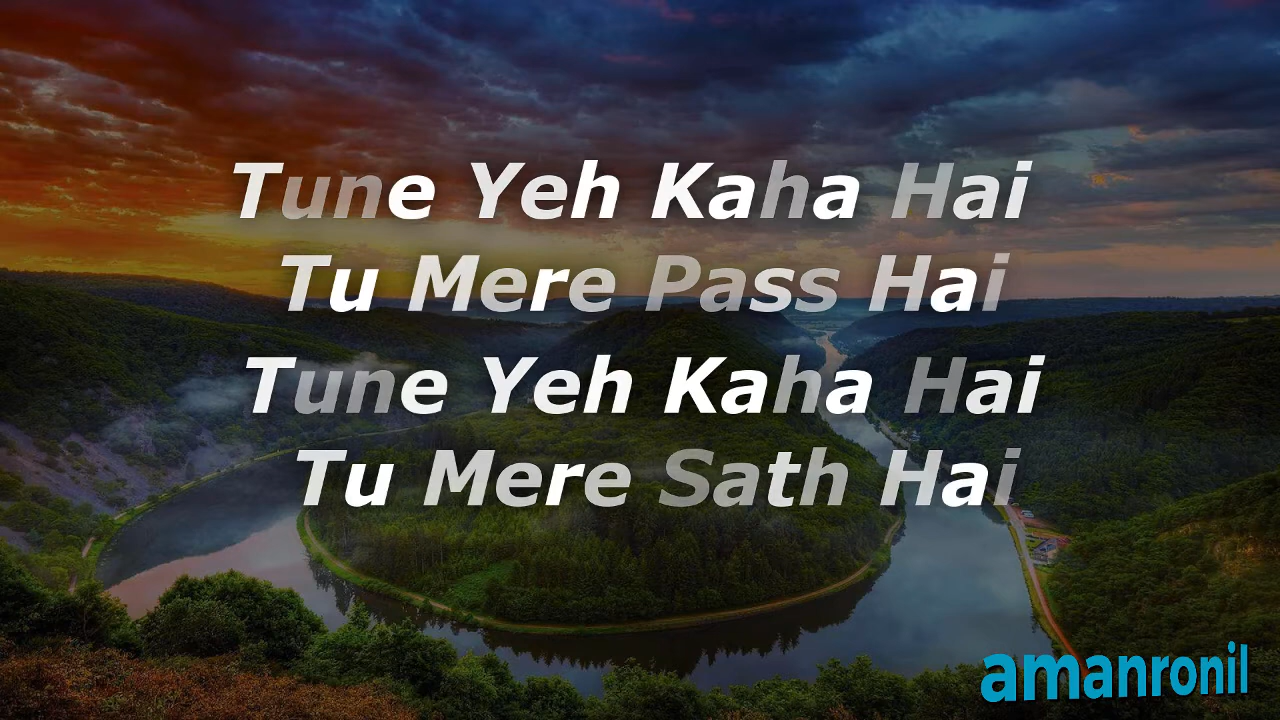 Tune Yeh Kaha Hai
Tu Mere Pass Hai
Tune Yeh Kaha Hai
Tu Mere Sath Hai
amanronil